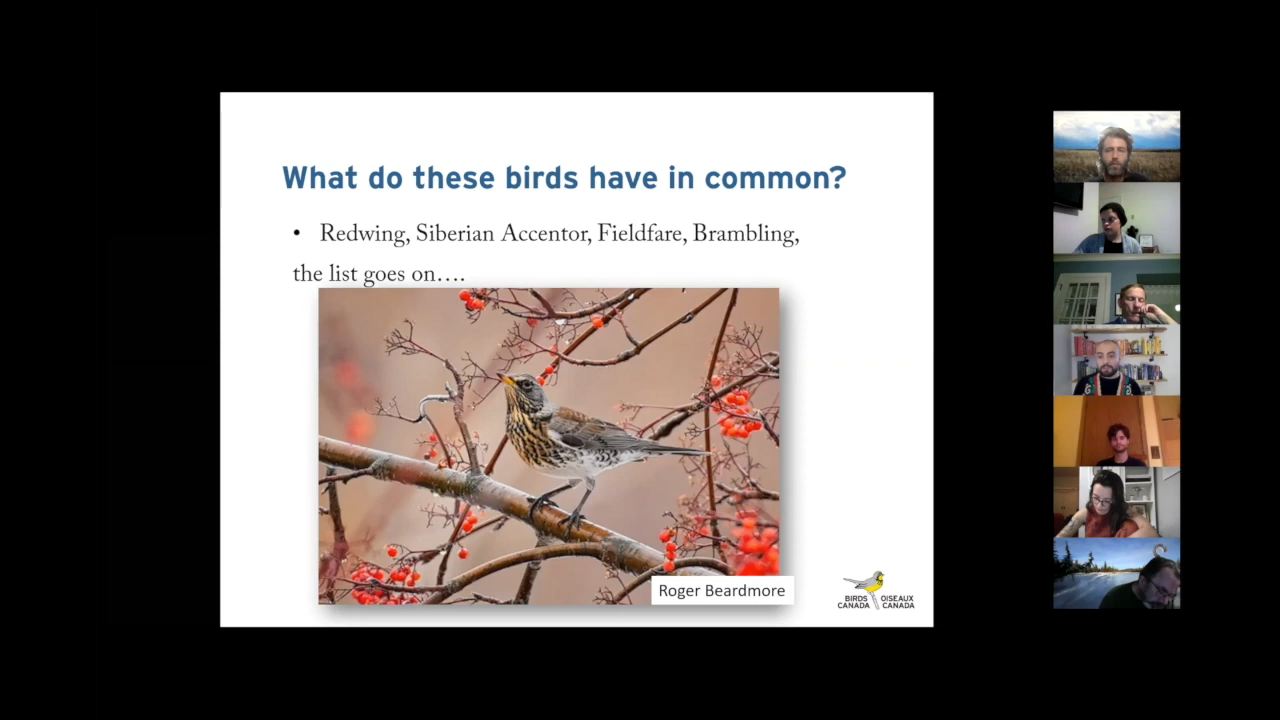 What do these birds have in common?
• Redwing, Siberian Accentor, Fieldfare, Brambling,
the list goes on….
Roger Beardmore
BIRDS OISEAUX
CANADA CANADA